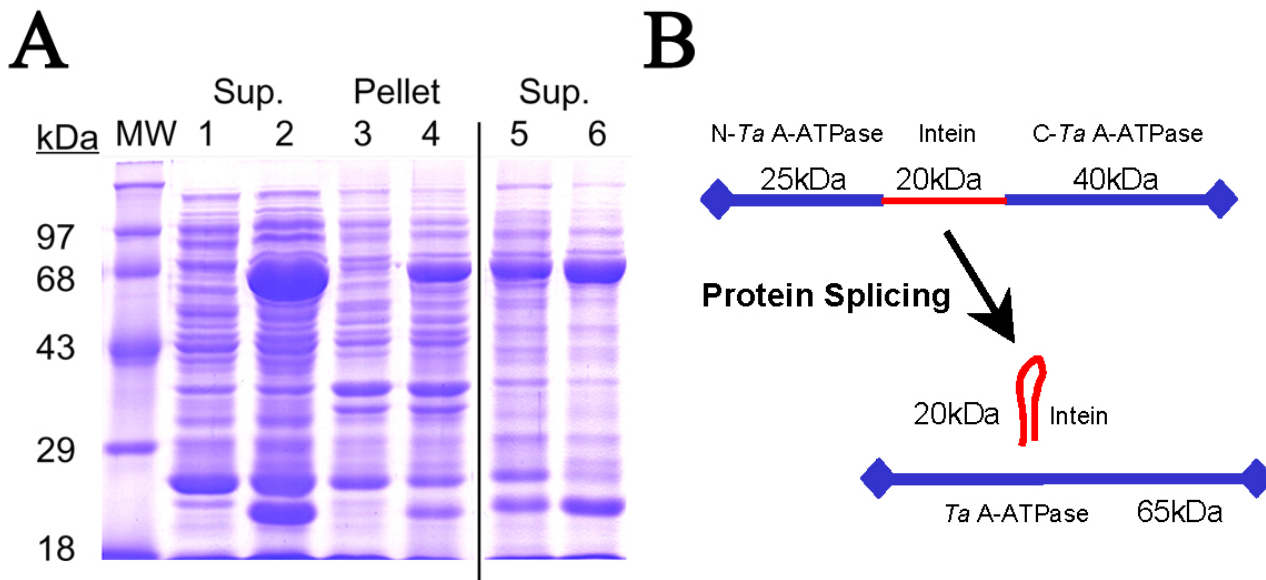 A
Sup. Pellet Sup.
kDa MW 1 2 3 4 5 6
97
68
43
29
18
B
N-Ta A-ATPase Intein C-Ta A-ATPase
25kDa 20kDa 40kDa
Protein Splicing
20kDa Intein
Ta A-ATPase 65kDa